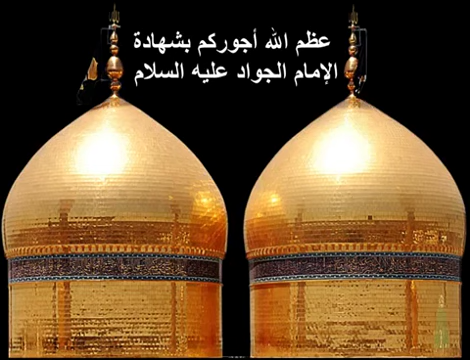 عظم الله أجوركم بشهادة
الإمام الجواد عليه السلام